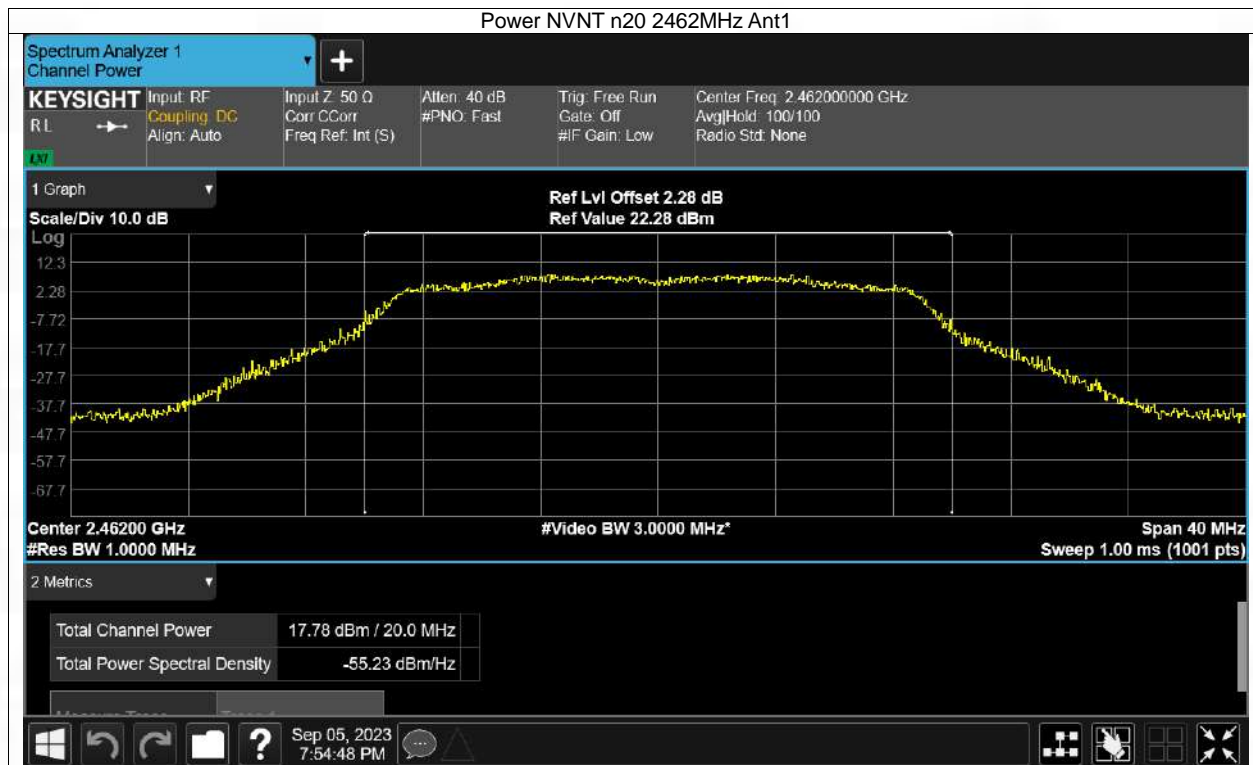 Power NVNT n20 2462MHz Ant1
Spectrum Analyzer 1
Channel Power
+
KEYSIGHT
R L
LXI
Input: RF
Coupling: DC
Align: Auto
Input Z: 50 Ω
Corr CCorr
Freq Ref: Int (S)
Atten: 40 dB
#PNO: Fast
Trig: Free Run
Gate: Off
#IF Gain: Low
Center Freq: 2.462000000 GHz
Avg|Hold: 100/100
Radio Std: None
1 Graph
Scale/Div 10.0 dB
Ref Lvl Offset 2.28 dB
Ref Value 22.28 dBm
Log
12.3
2.28
-7.72
-17.7
-27.7
-37.7
-47.7
-57.7
-67.7
Center 2.46200 GHz
#Res BW 1.0000 MHz
#Video BW 3.0000 MHz*
Span 40 MHz
Sweep 1.00 ms (1001 pts)
2 Metrics
Total Channel Power 17.78 dBm / 20.0 MHz
Total Power Spectral Density -55.23 dBm/Hz
?
Sep 05, 2023
7:54:48 PM